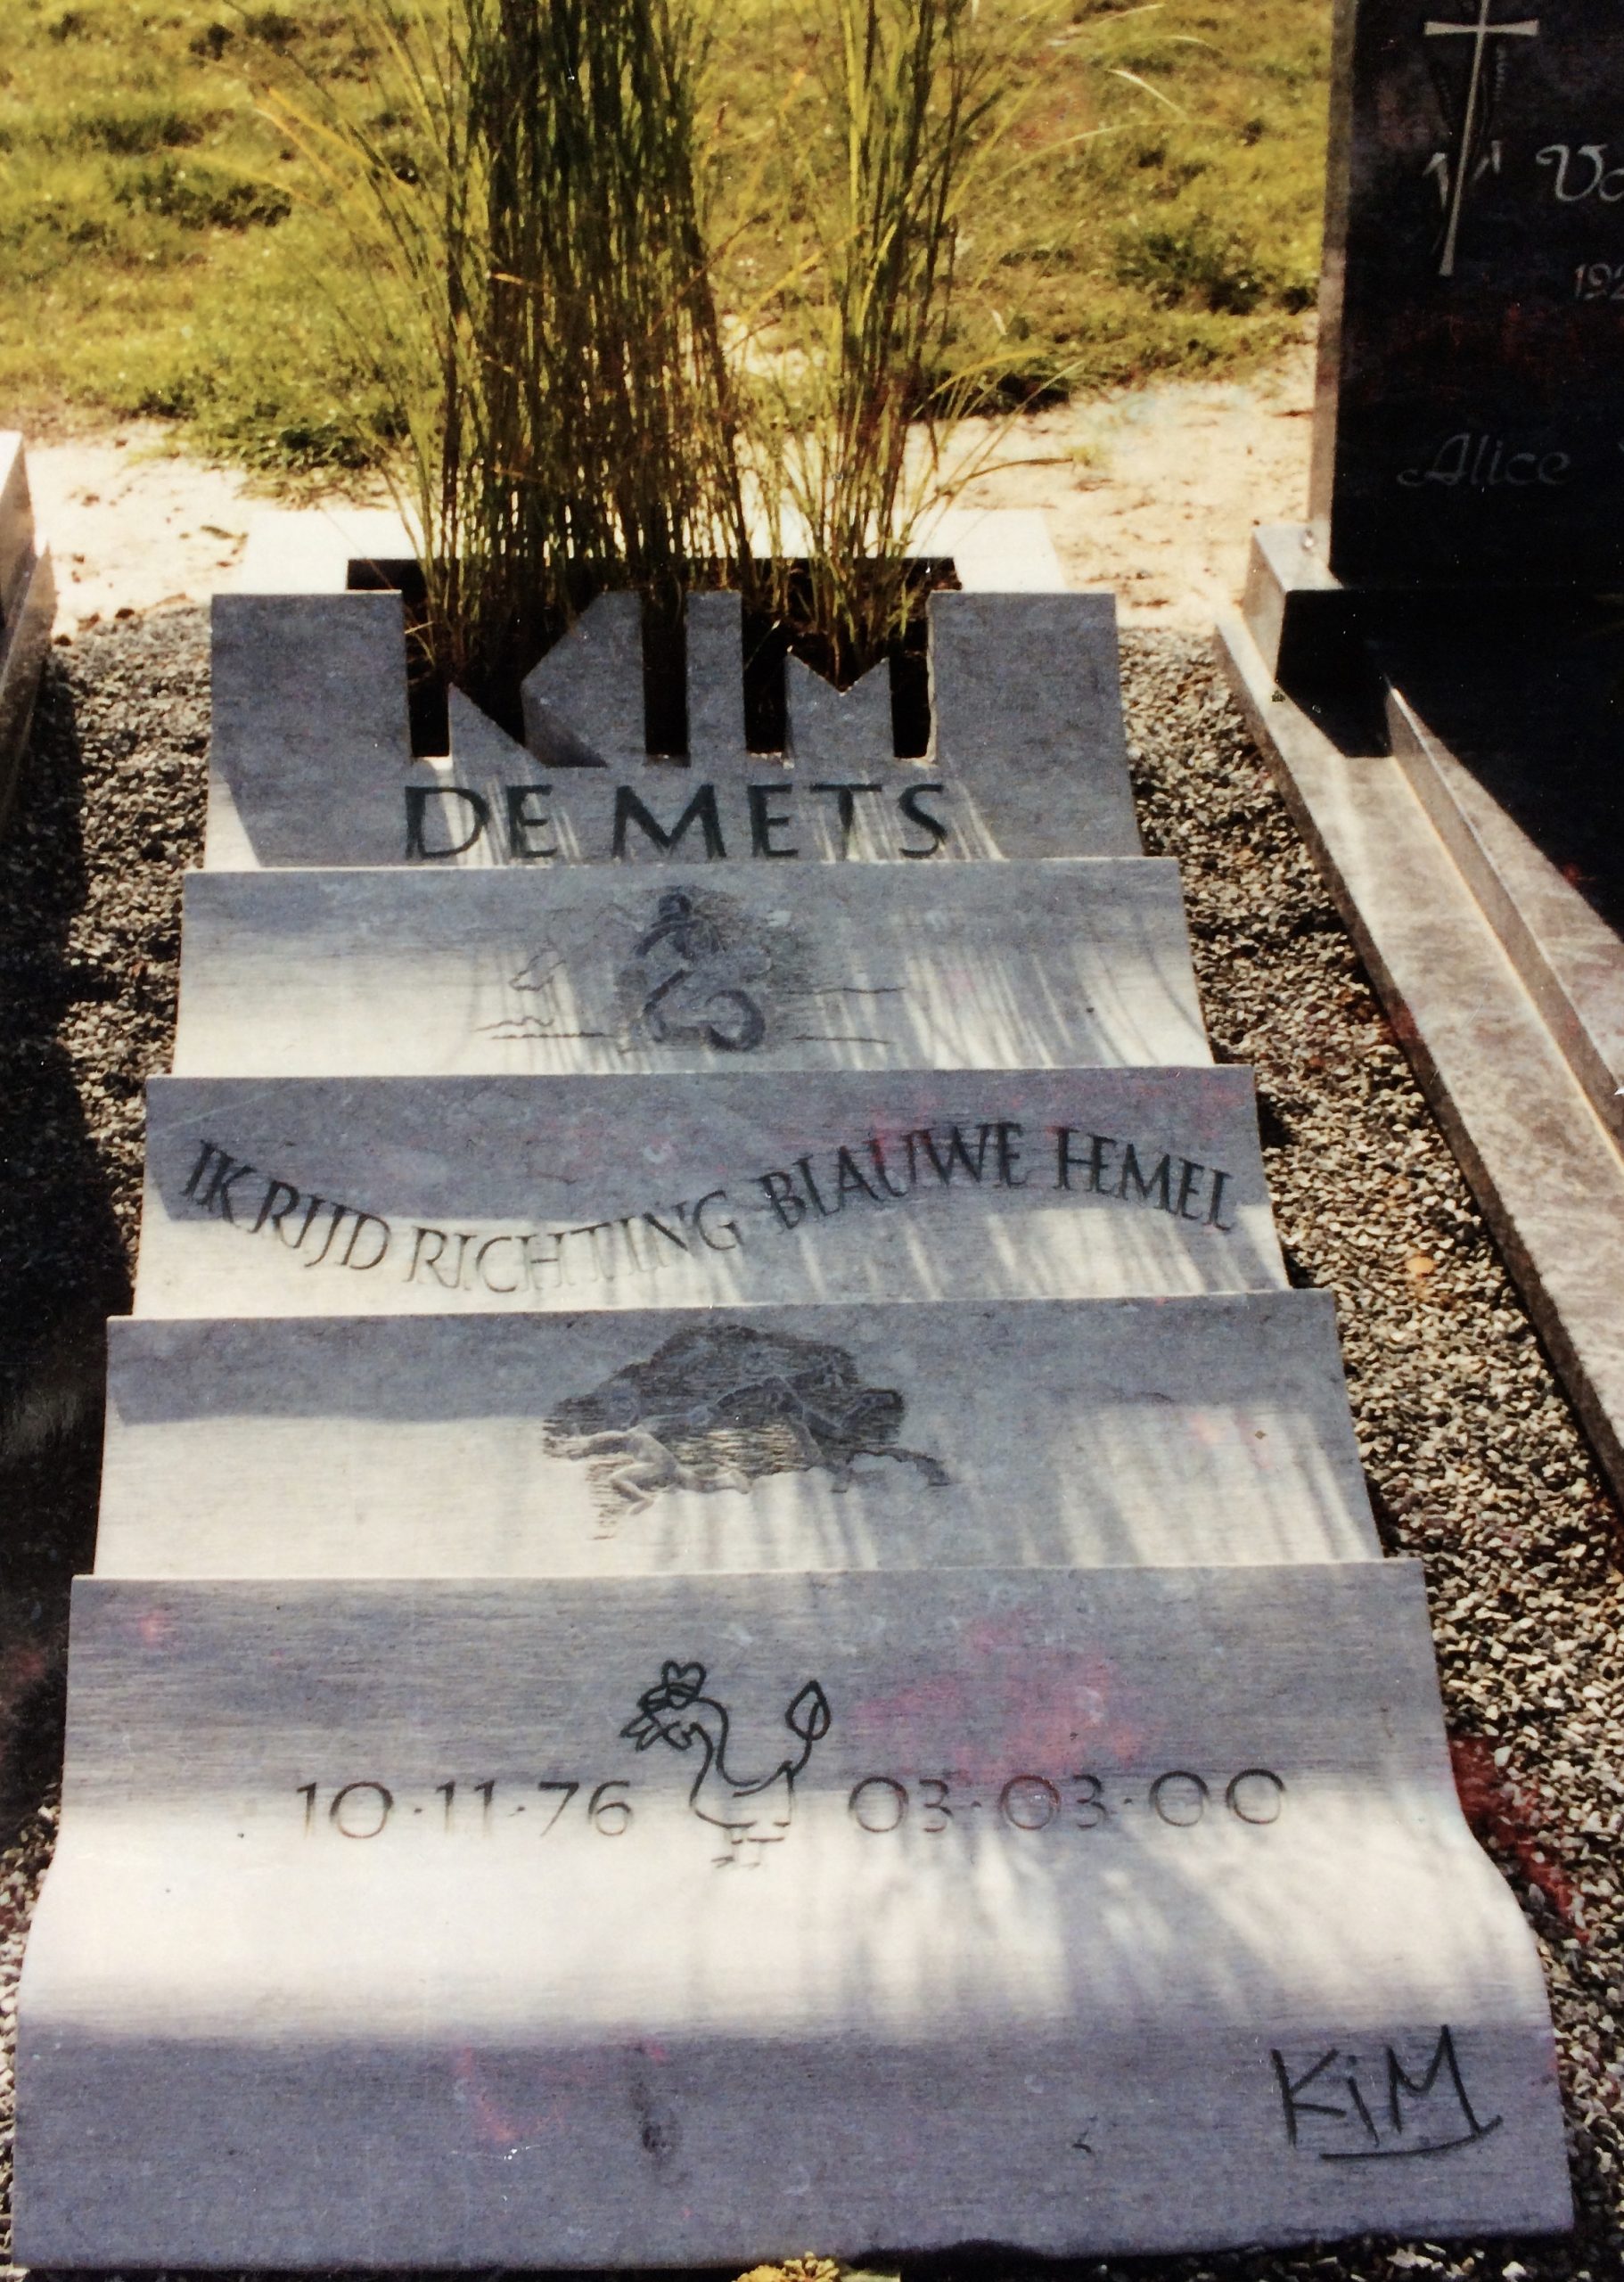 KIM
DE METS
IK RIJD RICHTING BLAUWE HEMEL
10·11·76 03·03·00
KiM
Alice